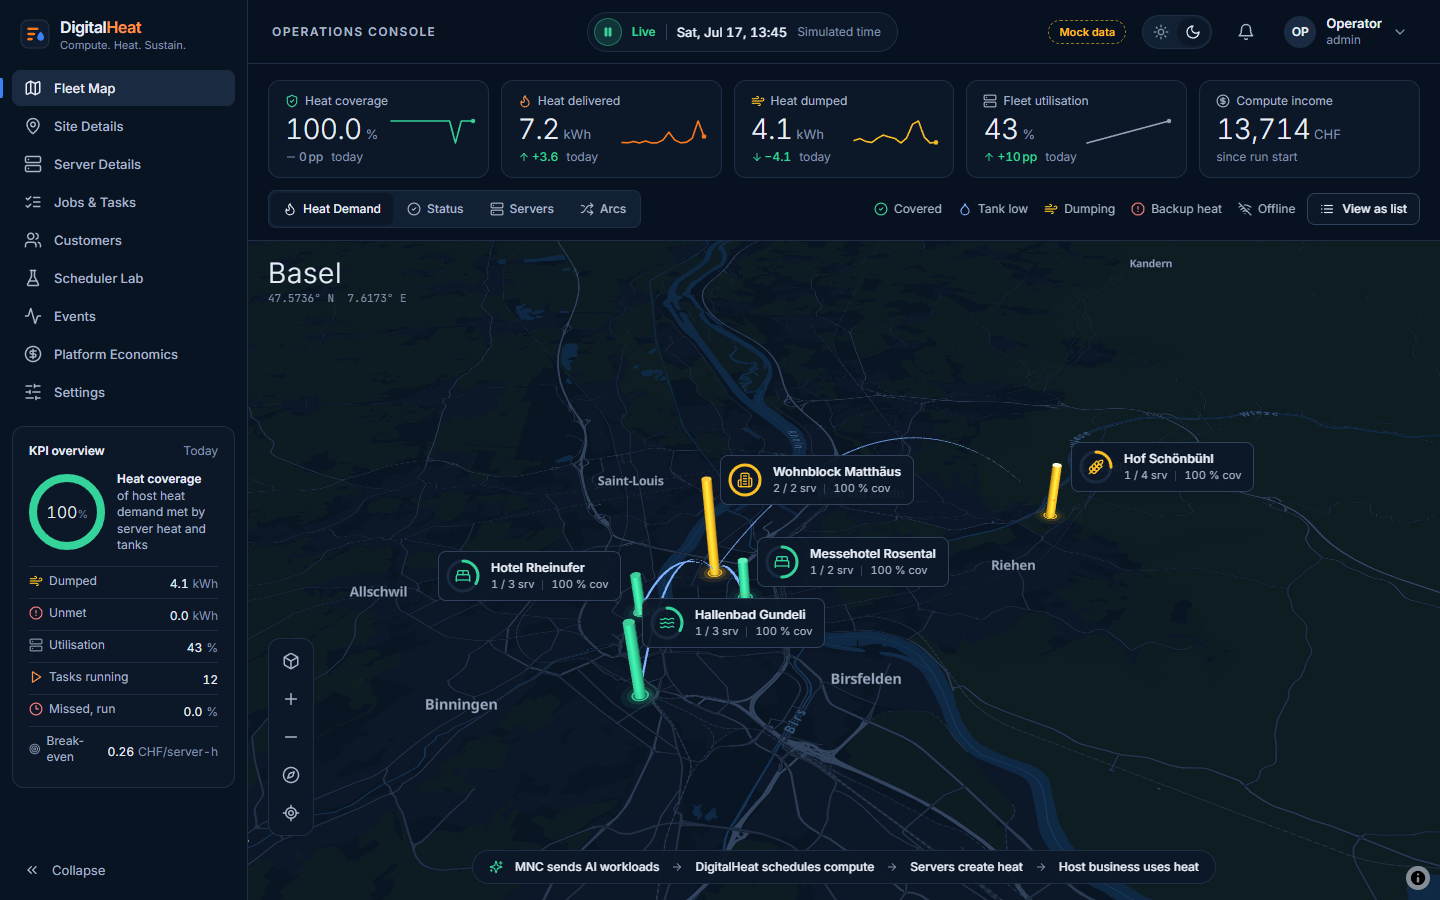 DigitalHeat
Compute. Heat. Sustain.
OPERATIONS CONSOLE
Live
Sat, Jul 17, 13:45
Simulated time
Mock data
OP
Operator
admin
Fleet Map
Site Details
Server Details
Jobs & Tasks
Customers
Scheduler Lab
Events
Platform Economics
Settings
KPI overview
Today
100%
Heat coverage
of host heat
demand met by
server heat and
tanks
Dumped 4.1 kWh
Unmet 0.0 kWh
Utilisation 43 %
Tasks running 12
Missed, run 0.0 %
Break-
even
0.26 CHF/server-h
Collapse
Heat coverage
100.0 %
0 pp today
Heat delivered
7.2 kWh
+3.6 today
Heat dumped
4.1 kWh
−4.1 today
Fleet utilisation
43 %
+10 pp today
Compute income
13,714 CHF
since run start
Heat Demand
Status
Servers
Arcs
Covered
Tank low
Dumping
Backup heat
Offline
View as list
Basel
47.5736° N 7.6173° E
Kandern
Wiese
Hof Schönbühl
1 / 4 srv | 100 % cov
Saint-Louis
Wohnblock Matthäus
2 / 2 srv | 100 % cov
Messehotel Rosental
1 / 2 srv | 100 % cov
Riehen
Hotel Rheinufer
1 / 3 srv | 100 % cov
Allschwil
Hallenbad Gundeli
1 / 3 srv | 100 % cov
Birsfelden
Binningen
Birs
MNC sends AI workloads → DigitalHeat schedules compute → Servers create heat → Host business uses heat